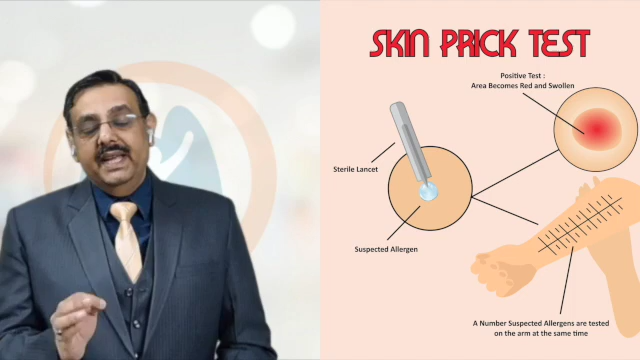 SKIN PRICK TEST
Positive Test :
Area Becomes Red and Swollen
Sterile Lancet
Suspected Allergen
A Number Suspected Allergens are tested
on the arm at the same time